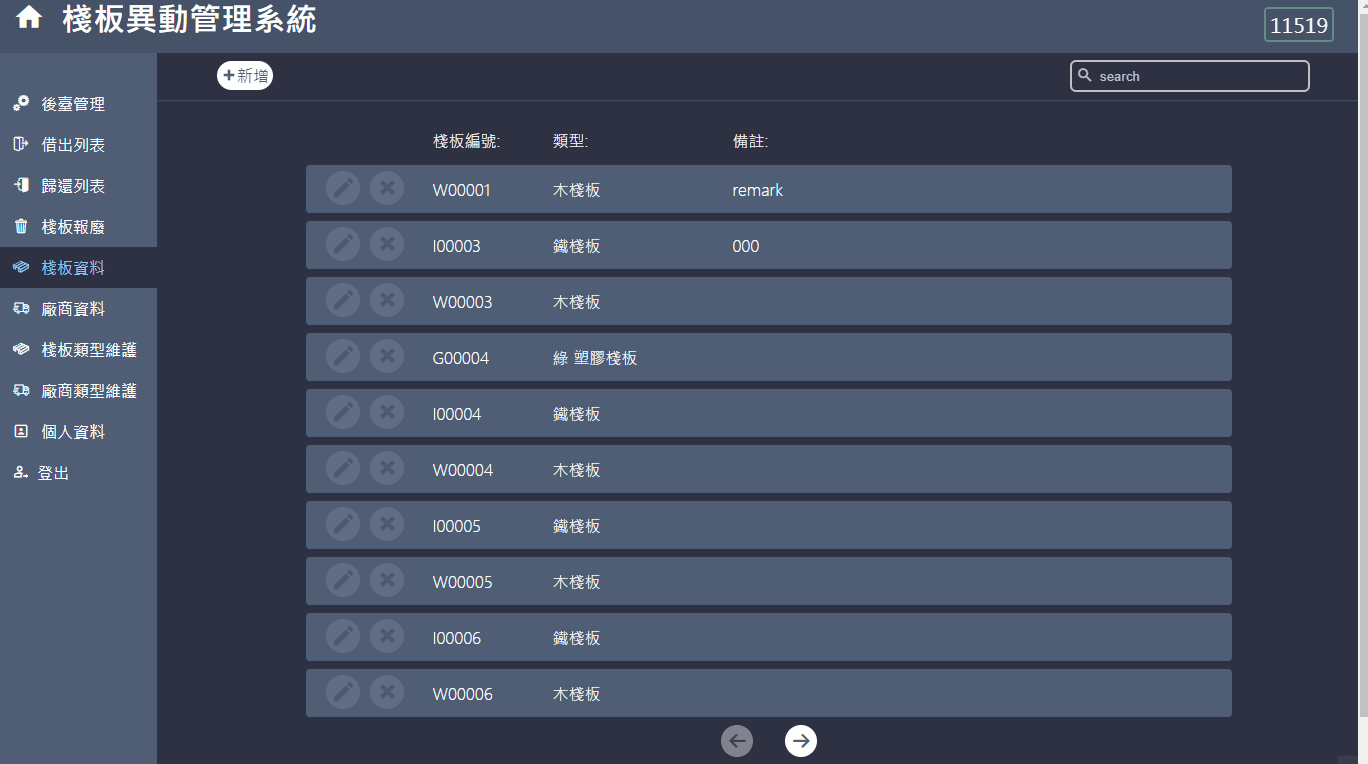 棧板異動管理系統
11519
新增
search
後臺管理
借出列表
歸還列表
棧板報廢
棧板資料
廠商資料
棧板類型維護
廠商類型維護
個人資料
登出
棧板編號: 類型: 備註:
W00001 木棧板 remark
I00003 鐵棧板 000
W00003 木棧板
G00004 綠 塑膠棧板
I00004 鐵棧板
W00004 木棧板
I00005 鐵棧板
W00005 木棧板
I00006 鐵棧板
W00006 木棧板